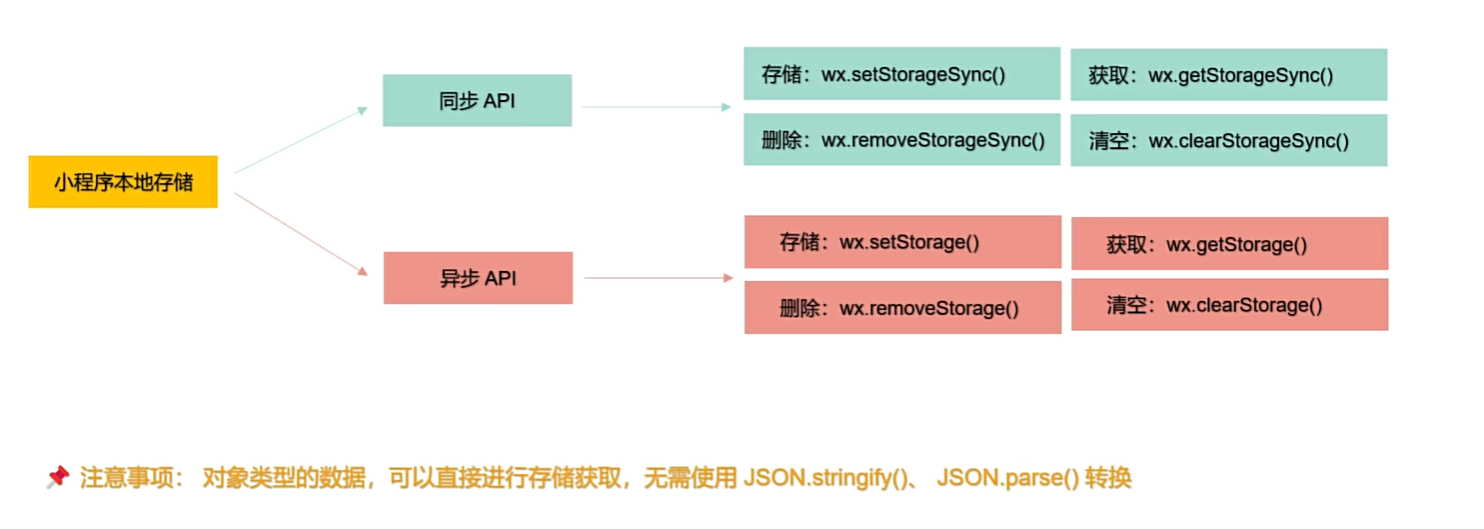 小程序本地存储
同步 API
存储：wx.setStorageSync()
获取：wx.getStorageSync()
删除：wx.removeStorageSync()
清空：wx.clearStorageSync()
异步 API
存储：wx.setStorage()
获取：wx.getStorage()
删除：wx.removeStorage()
清空：wx.clearStorage()
注意事项： 对象类型的数据，可以直接进行存储获取，无需使用 JSON.stringify()、 JSON.parse() 转换